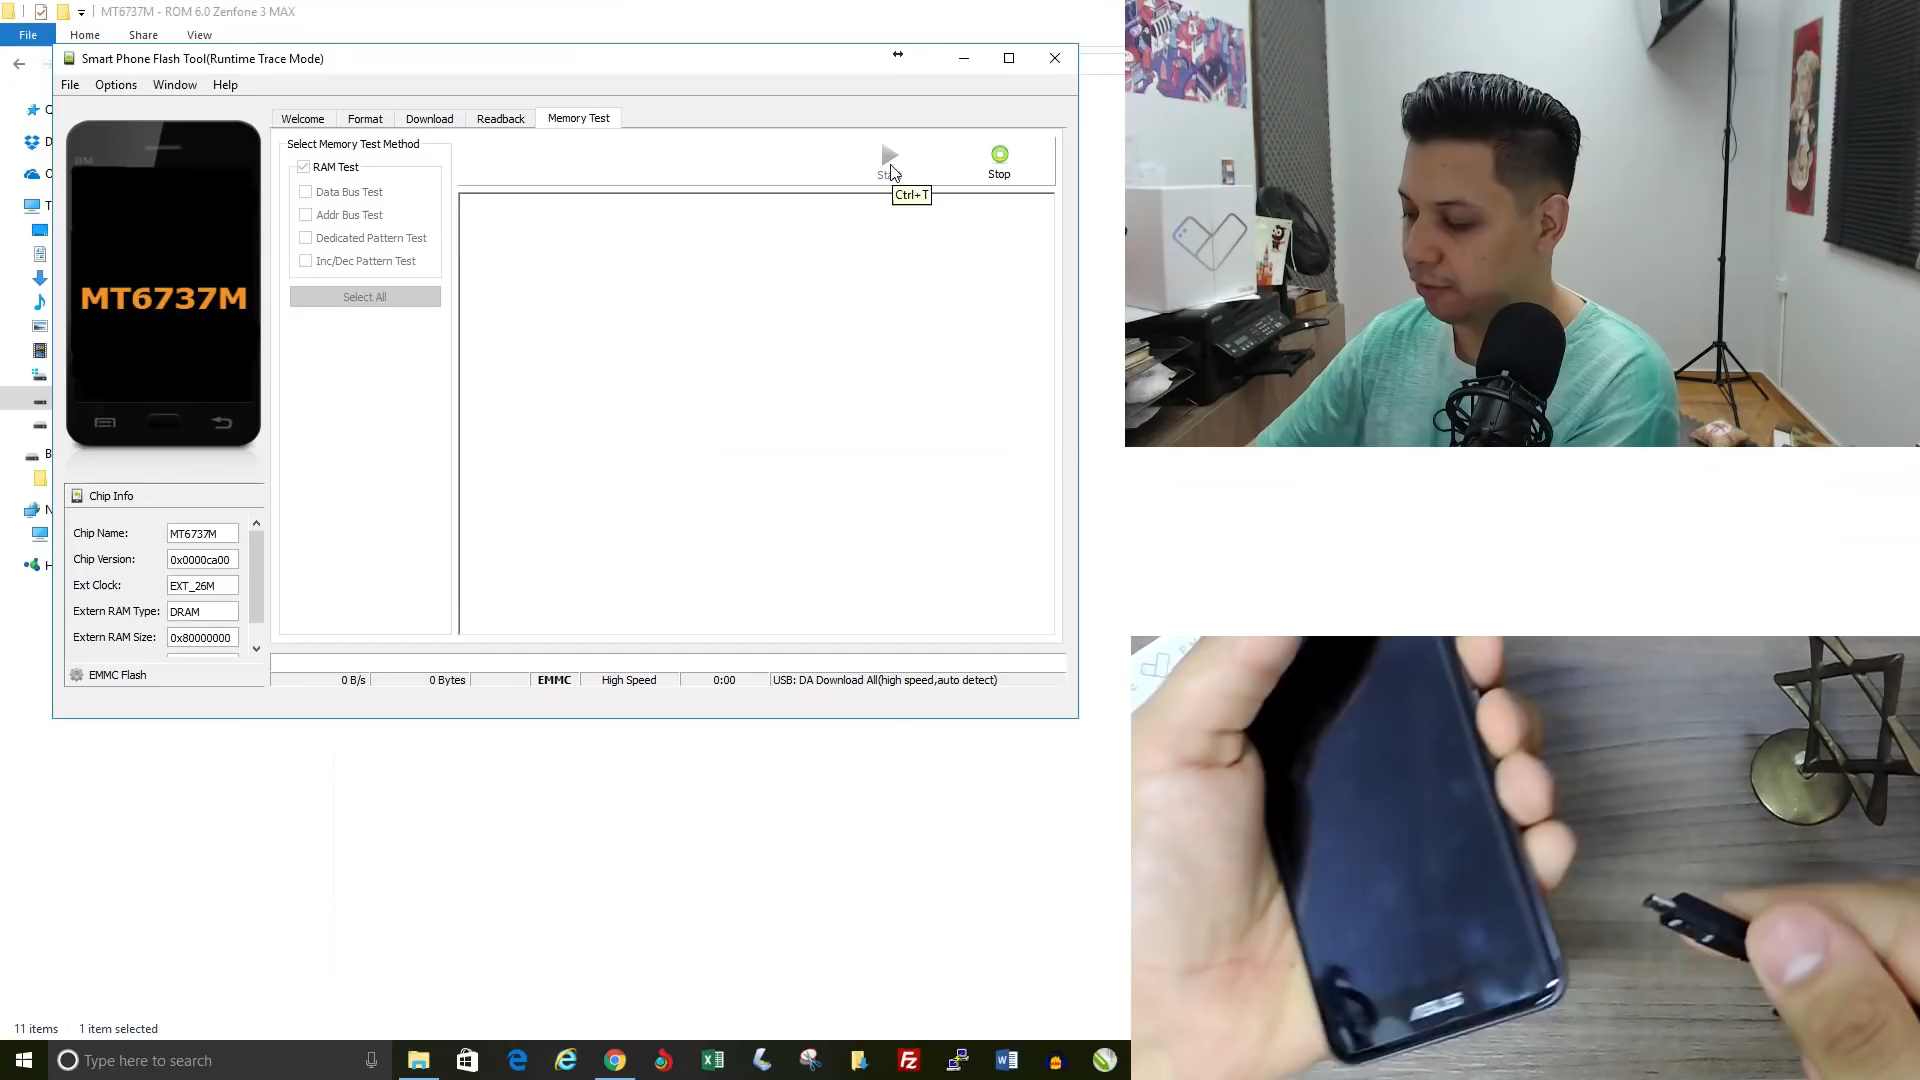 MT6737M - ROM 6.0 Zenfone 3 MAX
File Home Share View
Smart Phone Flash Tool(Runtime Trace Mode)
File Options Window Help
Welcome Format Download Readback Memory Test
Select Memory Test Method
RAM Test
Data Bus Test
Addr Bus Test
Dedicated Pattern Test
Inc/Dec Pattern Test
Select All
Stop
Ctrl+T
BM
MT6737M
Chip Info
Chip Name: MT6737M
Chip Version: 0x0000ca00
Ext Clock: EXT_26M
Extern RAM Type: DRAM
Extern RAM Size: 0x80000000
EMMC Flash
0 B/s 0 Bytes EMMC High Speed 0:00 USB: DA Download All(high speed,auto detect)
11 items 1 item selected
Type here to search